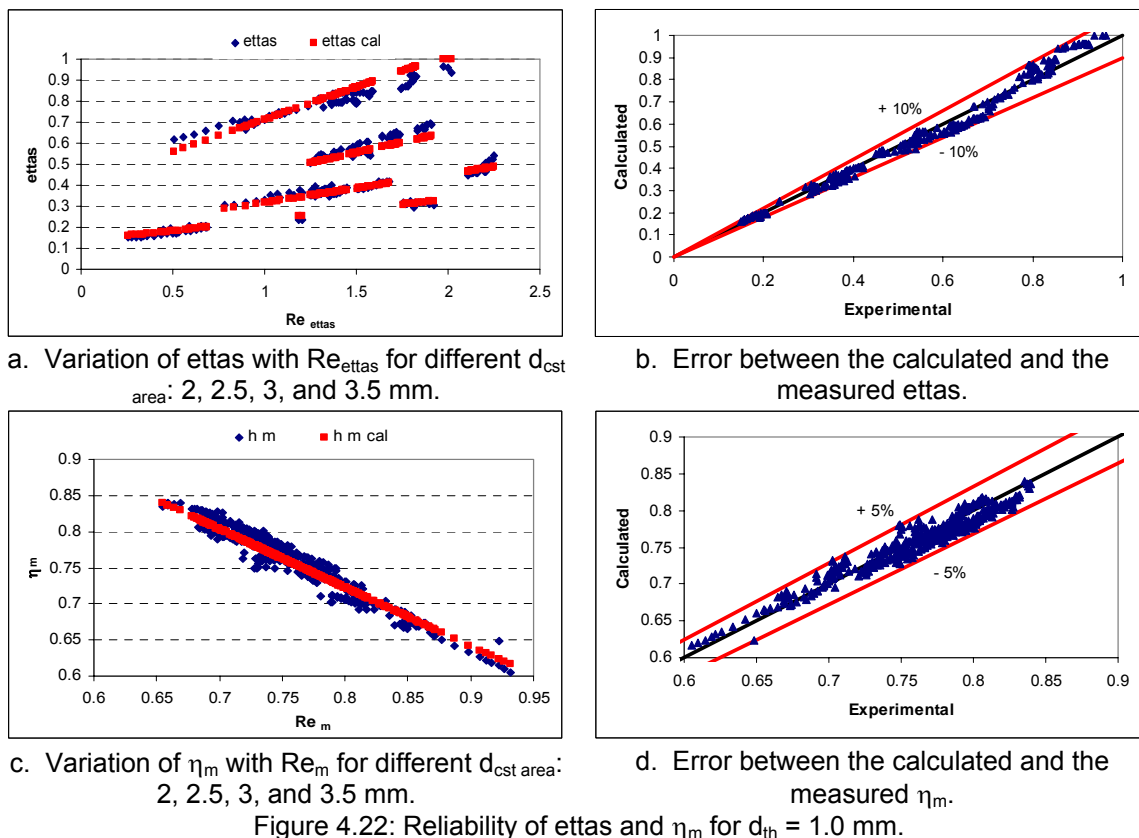 ettas ettas cal
1
0.9
0.8
0.7
0.6
0.5
0.4
0.3
0.2
0.1
0
ettas
0 0.5 1 1.5 2 2.5
Re ettas
1
0.9
0.8
0.7
0.6
0.5
0.4
0.3
0.2
0.1
0
Calculated
+ 10%
- 10%
0 0.2 0.4 0.6 0.8 1
Experimental
a. Variation of ettas with Re_ettas for different d_cst
area: 2, 2.5, 3, and 3.5 mm.
b. Error between the calculated and the
measured ettas.
h m h m cal
0.9
0.85
0.8
0.75
0.7
0.65
0.6
η m
0.6 0.65 0.7 0.75 0.8 0.85 0.9 0.95
Re m
0.9
0.85
0.8
0.75
0.7
0.65
0.6
Calculated
+ 5%
- 5%
0.6 0.65 0.7 0.75 0.8 0.85 0.9
Experimental
c. Variation of η_m with Re_m for different d_cst area:
2, 2.5, 3, and 3.5 mm.
d. Error between the calculated and the
measured η_m.
Figure 4.22: Reliability of ettas and η_m for d_th = 1.0 mm.